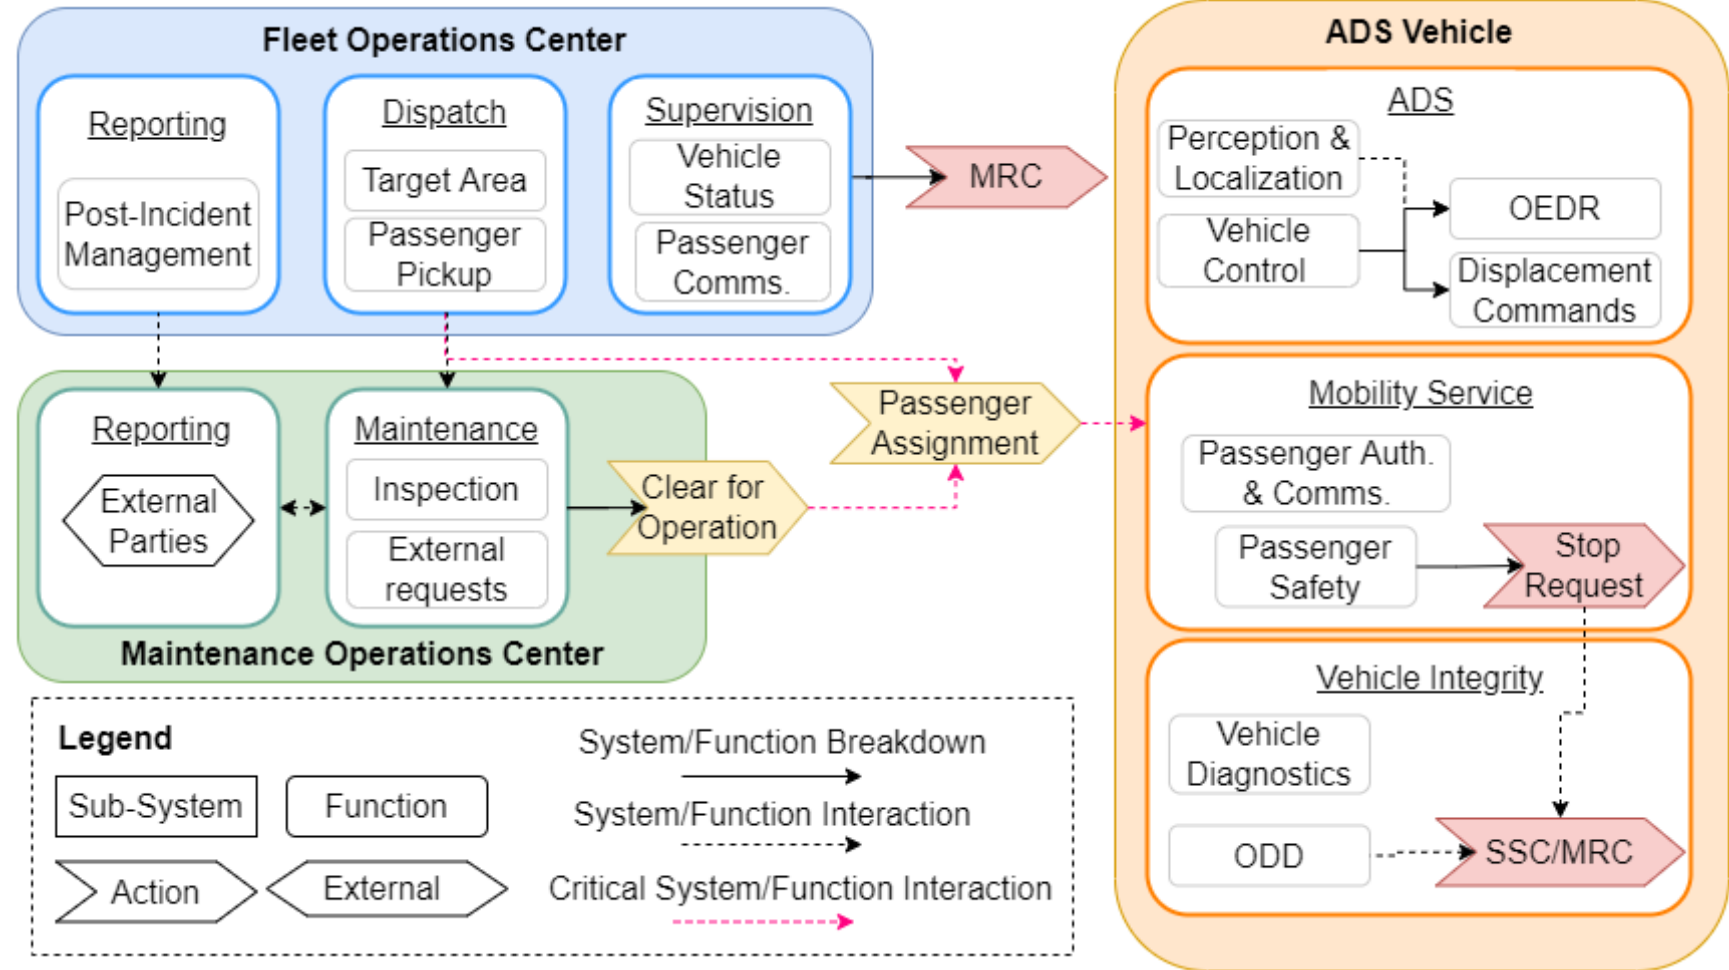 Fleet Operations Center
Reporting
Post-Incident
Management
Dispatch
Target Area
Passenger
Pickup
Supervision
Vehicle
Status
Passenger
Comms.
MRC
Reporting
External
Parties
Maintenance
Inspection
External
requests
Clear for
Operation
Maintenance Operations Center
Passenger
Assignment
ADS Vehicle
ADS
Perception &
Localization
Vehicle
Control
OEDR
Displacement
Commands
Mobility Service
Passenger Auth.
& Comms.
Passenger
Safety
Stop
Request
Vehicle Integrity
Vehicle
Diagnostics
ODD
SSC/MRC
Legend
Sub-System
Function
Action
External
System/Function Breakdown
System/Function Interaction
Critical System/Function Interaction